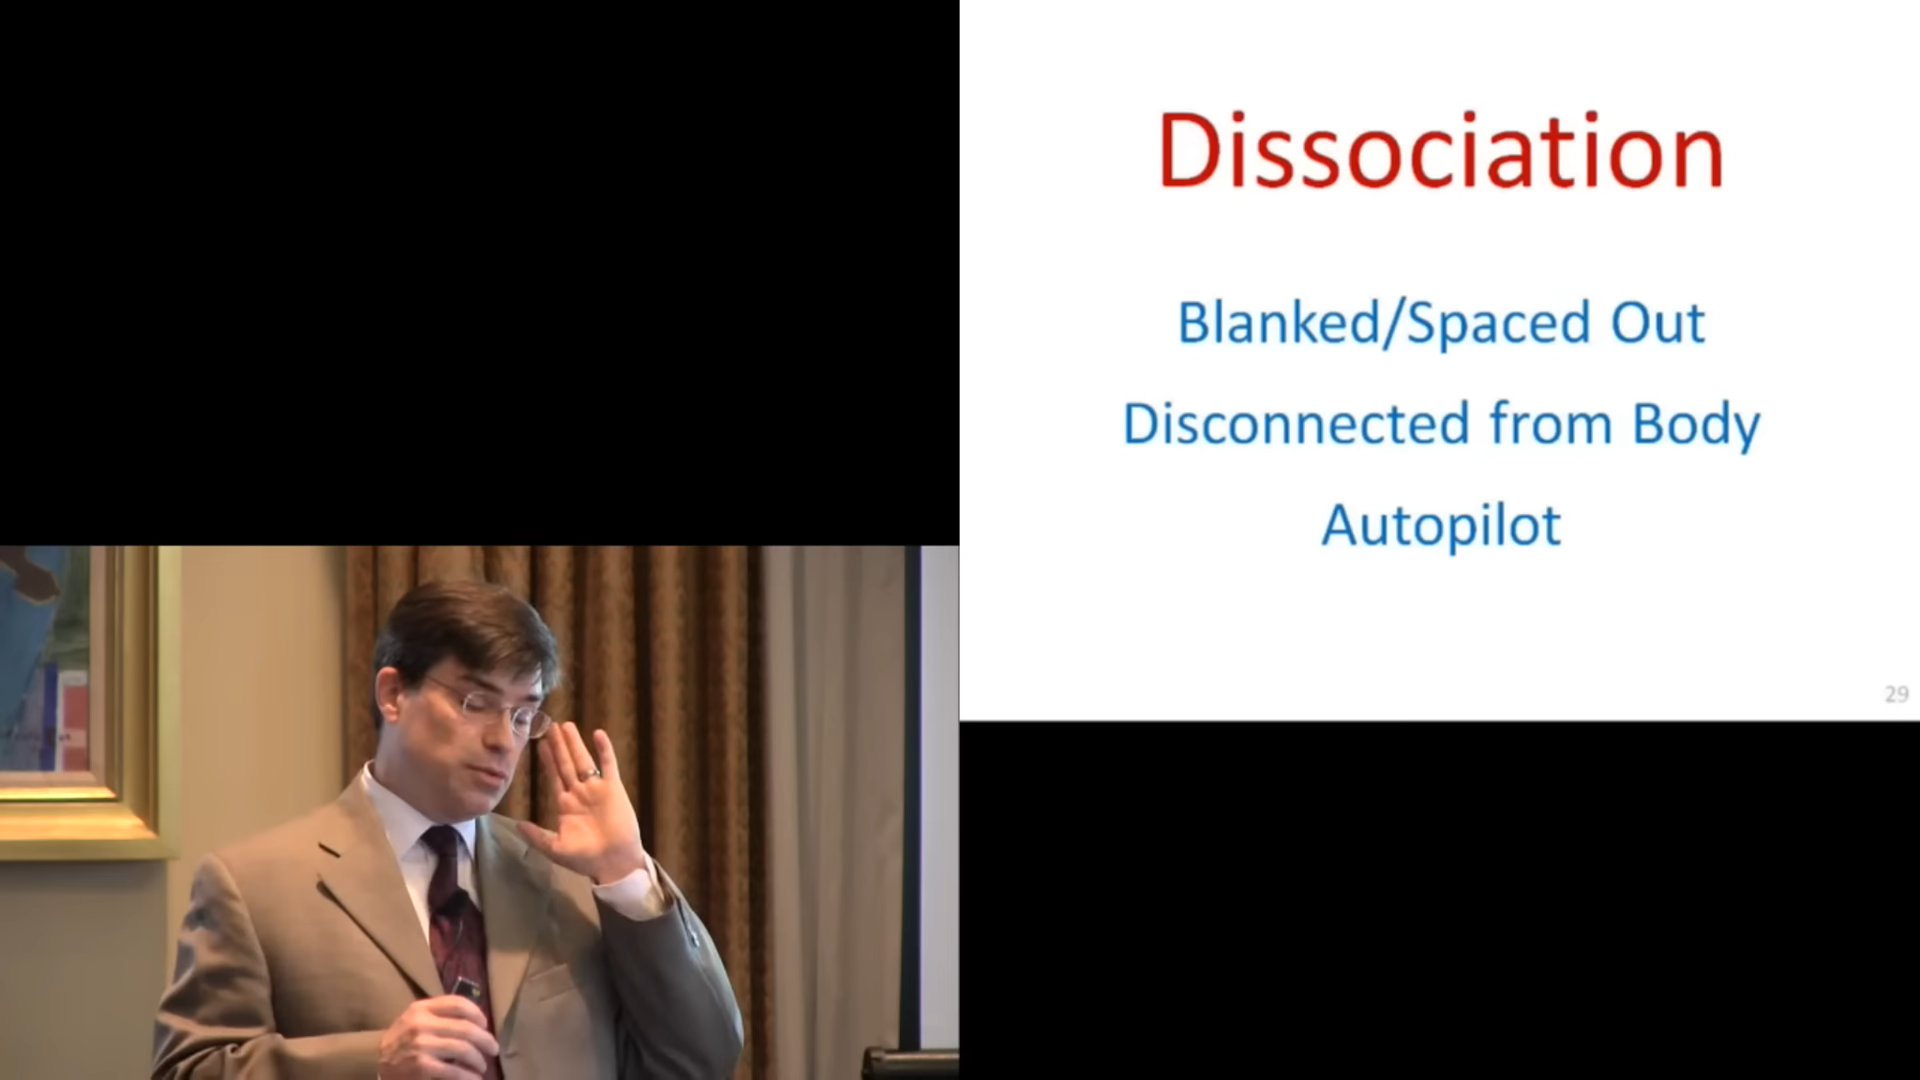 Dissociation
Blanked/Spaced Out
Disconnected from Body
Autopilot
29